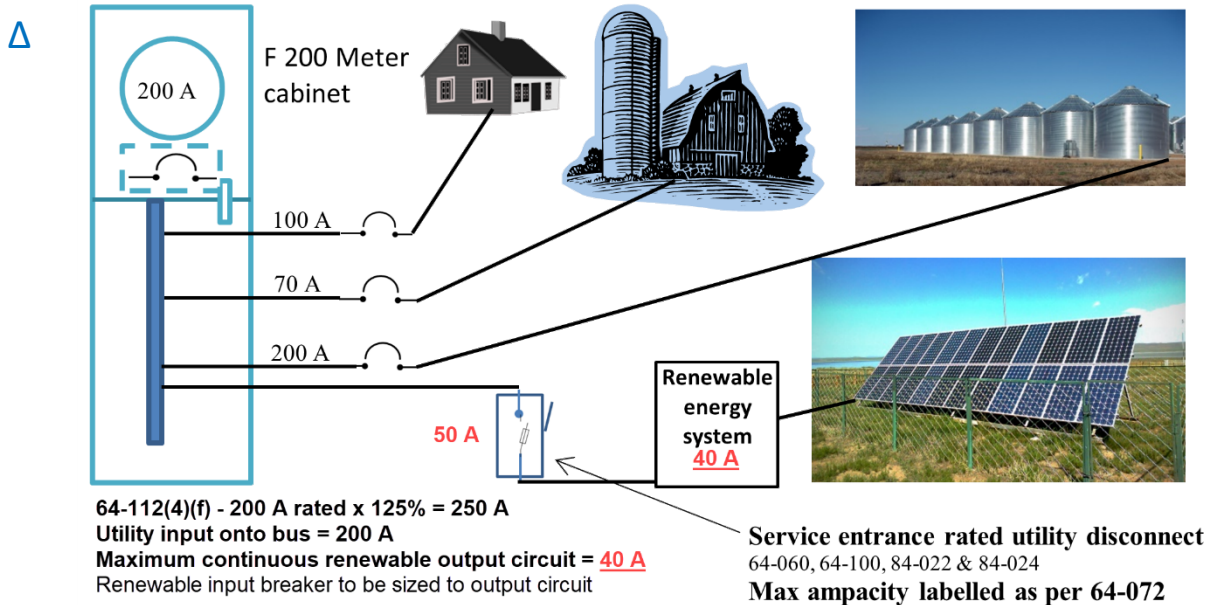 Δ
F 200 Meter
cabinet
200 A
100 A
70 A
200 A
50 A
Renewable
energy
system
40 A
64-112(4)(f) - 200 A rated x 125% = 250 A
Utility input onto bus = 200 A
Maximum continuous renewable output circuit = 40 A
Renewable input breaker to be sized to output circuit
Service entrance rated utility disconnect
64-060, 64-100, 84-022 & 84-024
Max ampacity labelled as per 64-072